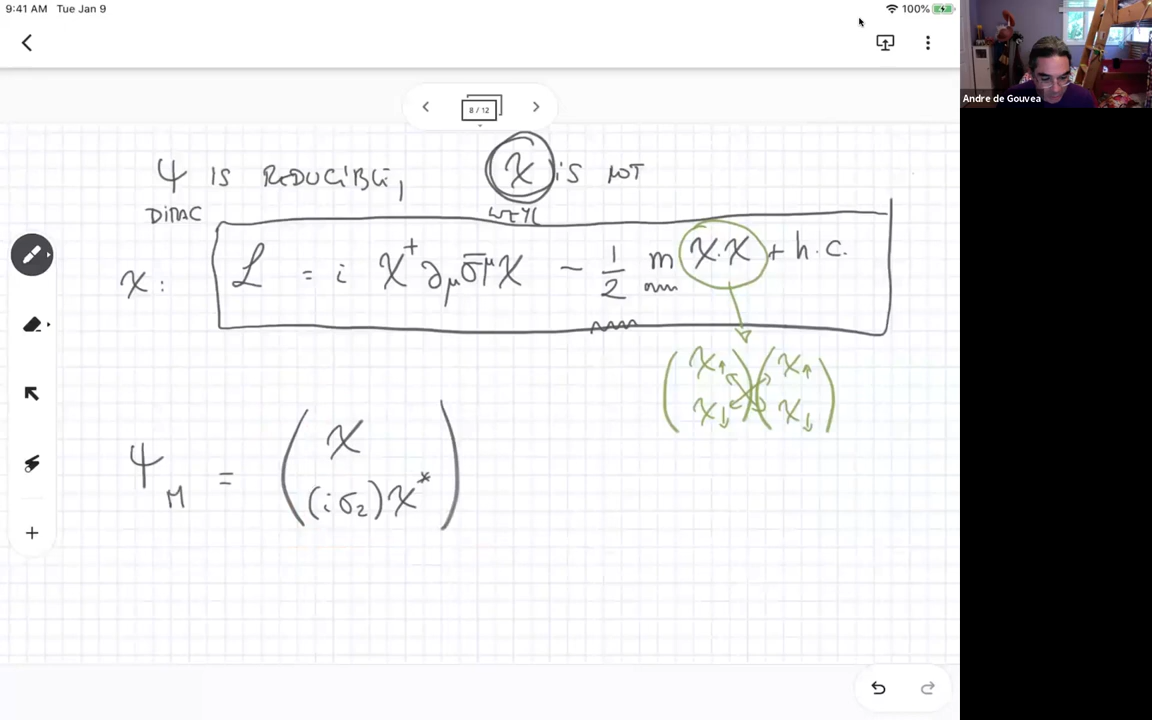 9:41 AM Tue Jan 9
100%
Andre de Gouvea
8 / 12
Ψ IS REDUCIBLE, χ is NOT
DIRAC WEYL
χ: ℒ = i χ† ∂μ σ̄^μ χ − 1/2 m χ·χ + h.c.
(χ↑ χ↓) (χ↑ χ↓)
Ψ_M = ( χ
(iσ₂)χ* )